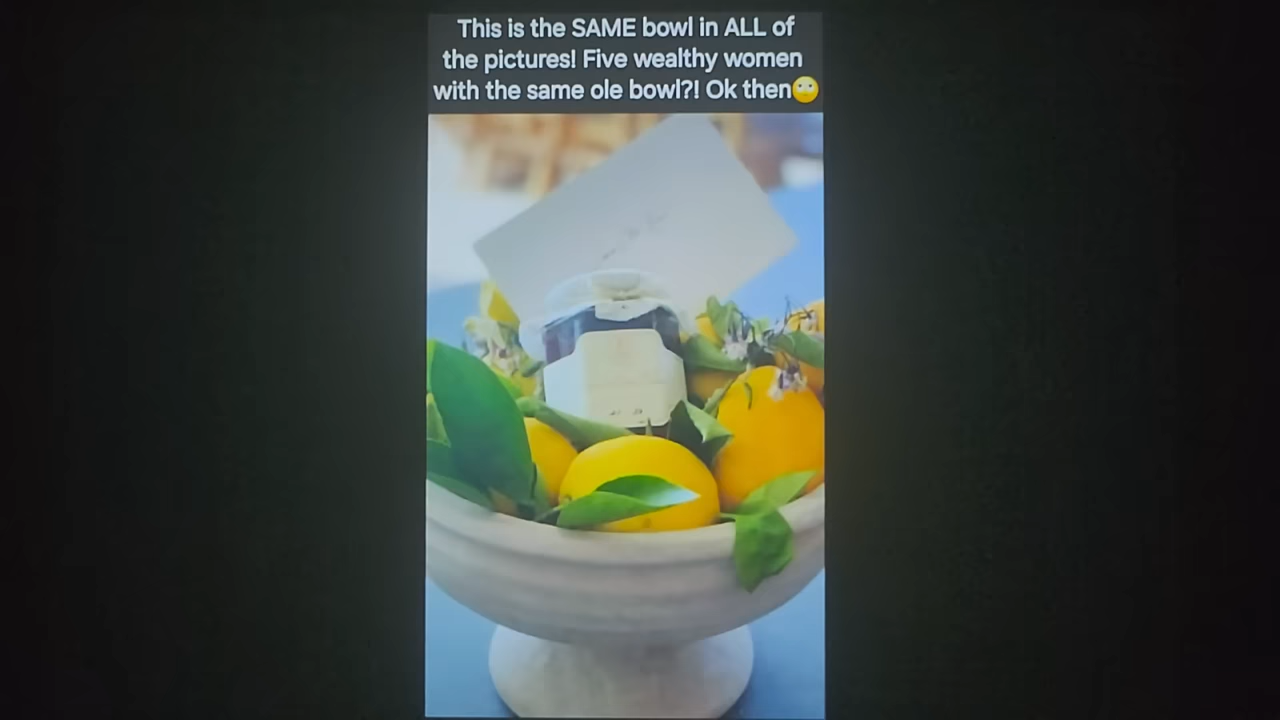 This is the SAME bowl in ALL of
the pictures! Five wealthy women
with the same ole bowl?! Ok then🙄